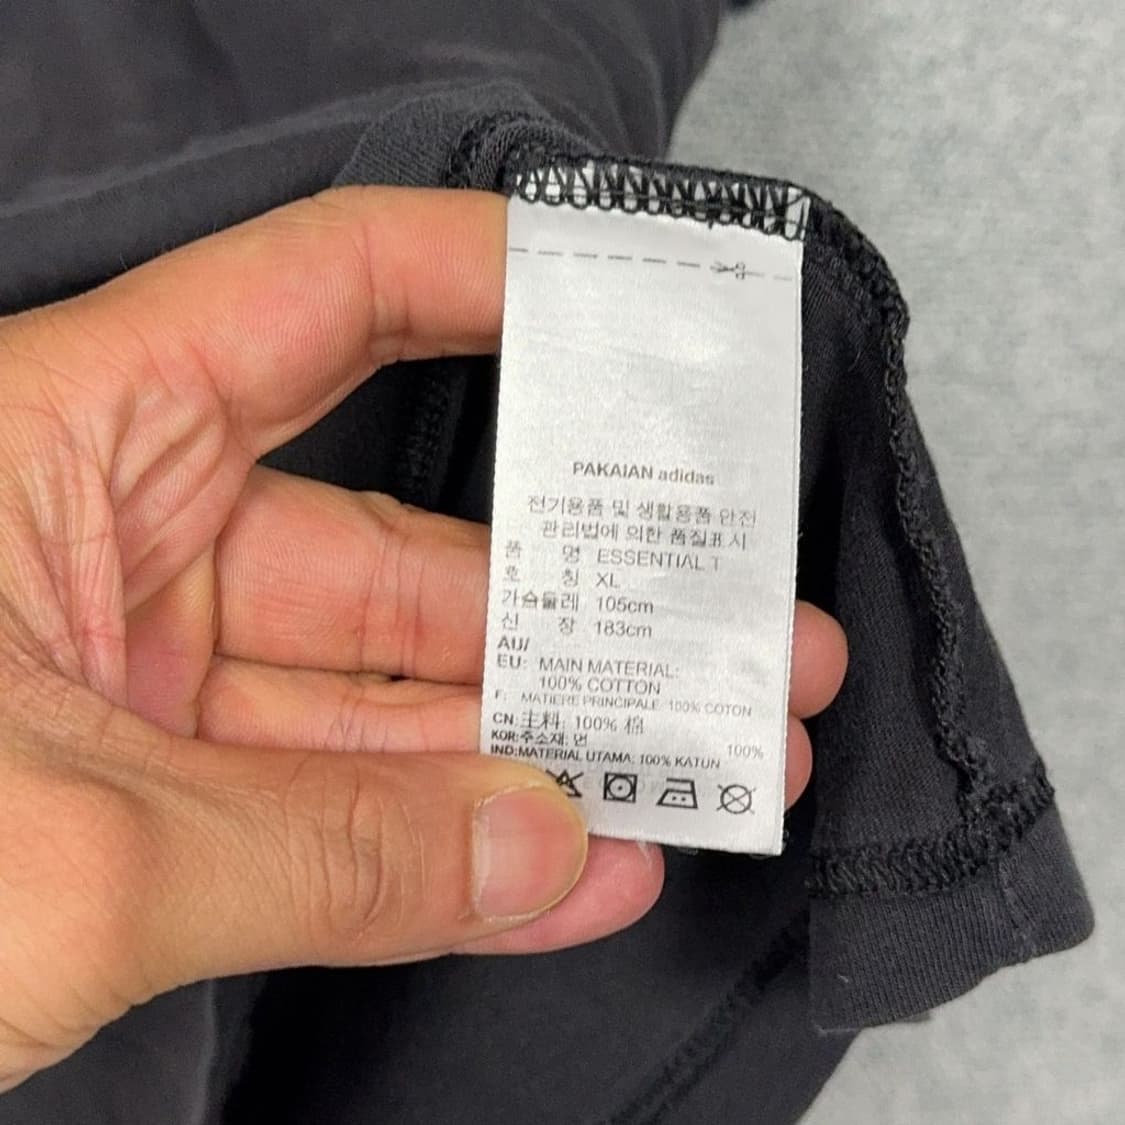 PAKAIAN adidas
전기용품 및 생활용품 안전
관리법에 의한 품질표시
품 명 ESSENTIAL T
호 칭 XL
가슴둘레 105cm
신 장 183cm
AU/
EU: MAIN MATERIAL:
100% COTTON
F: MATIERE PRINCIPALE: 100% COTON
CN:主料: 100% 棉
KOR:주소재: 면 100%
IND:MATERIAL UTAMA: 100% KATUN